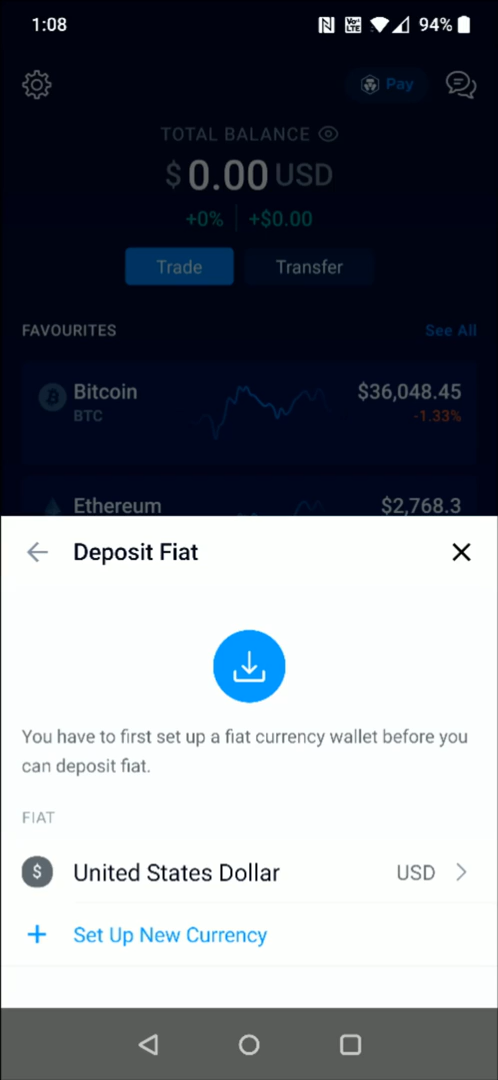 1:08
Vo LTE
94%
Pay
TOTAL BALANCE
$ 0.00 USD
+0% +$0.00
Trade
Transfer
FAVOURITES
See All
Bitcoin
$36,048.45
BTC
-1.33%
Ethereum
$2,768.3
Deposit Fiat
You have to first set up a fiat currency wallet before you
can deposit fiat.
FIAT
$ United States Dollar
USD
+ Set Up New Currency